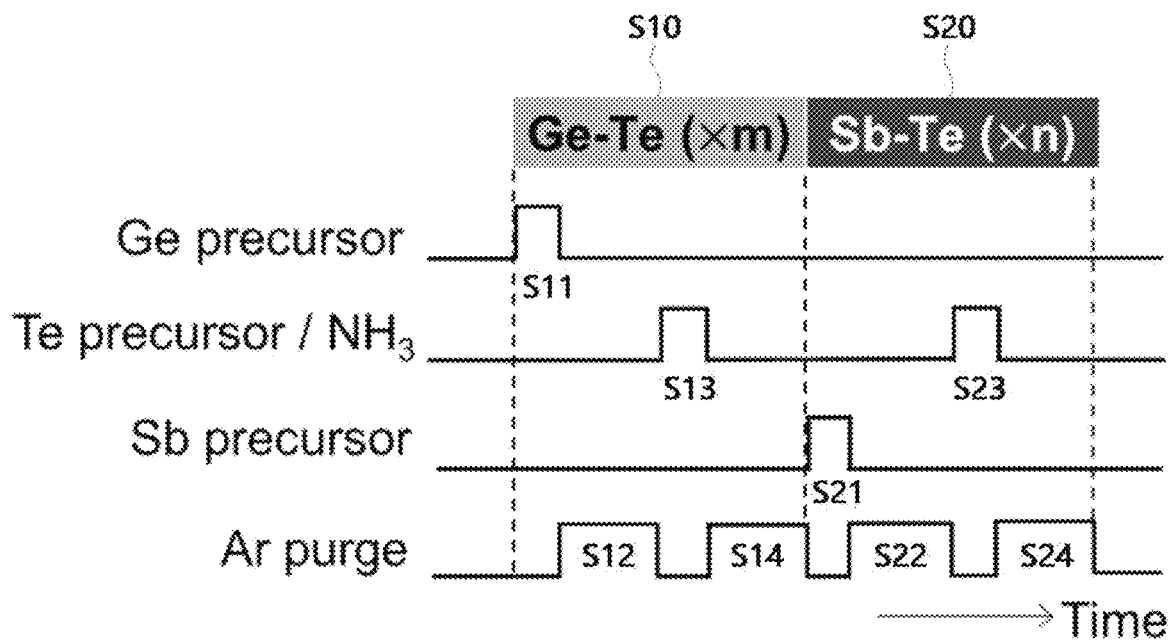 S10 S20
Ge-Te (×m) Sb-Te (×n)
Ge precursor
S11
Te precursor / NH₃
S13 S23
Sb precursor
S21
Ar purge S12 S14 S22 S24
Time